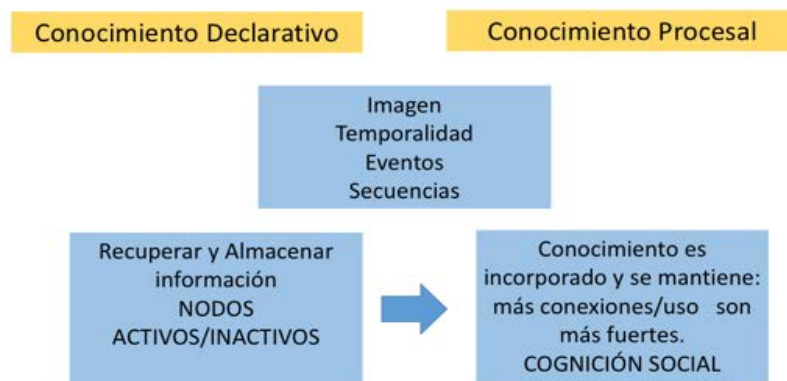 Conocimiento Declarativo
Conocimiento Procesal
Imagen
Temporalidad
Eventos
Secuencias
Recuperar y Almacenar
información
NODOS
ACTIVOS/INACTIVOS
Conocimiento es
incorporado y se mantiene:
más conexiones/uso son
más fuertes.
COGNICIÓN SOCIAL